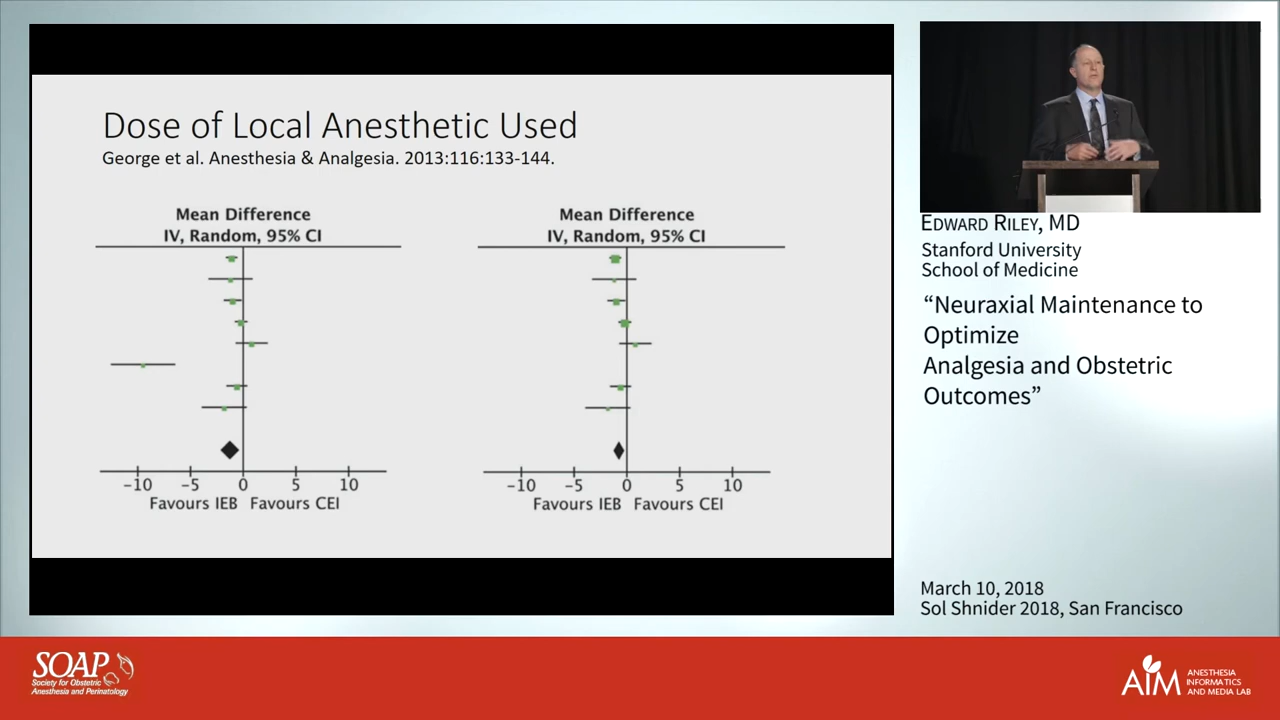 Dose of Local Anesthetic Used
George et al. Anesthesia & Analgesia. 2013:116:133-144.
Mean Difference
IV, Random, 95% CI
-10 -5 0 5 10
Favours IEB Favours CEI
Mean Difference
IV, Random, 95% CI
-10 -5 0 5 10
Favours IEB Favours CEI
EDWARD RILEY, MD
Stanford University
School of Medicine
“Neuraxial Maintenance to
Optimize
Analgesia and Obstetric
Outcomes”
March 10, 2018
Sol Shnider 2018, San Francisco
SOAP
Society for Obstetric
Anesthesia and Perinatology
AIM
ANESTHESIA
INFORMATICS
AND MEDIA LAB